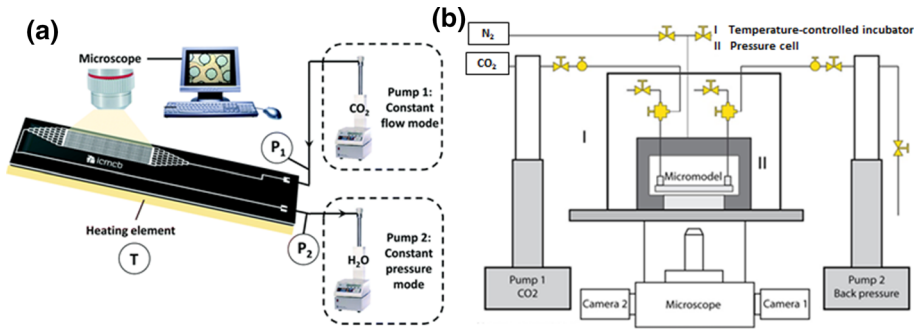 (a)
Microscope
icmcb
Heating element
T
P1
P2
CO2
Pump 1:
Constant
flow mode
H2O
Pump 2:
Constant
pressure
mode
(b)
N2
CO2
I Temperature-controlled incubator
II Pressure cell
I
II
Micromodel
Pump 1
CO2
Camera 2
Microscope
Camera 1
Pump 2
Back pressure